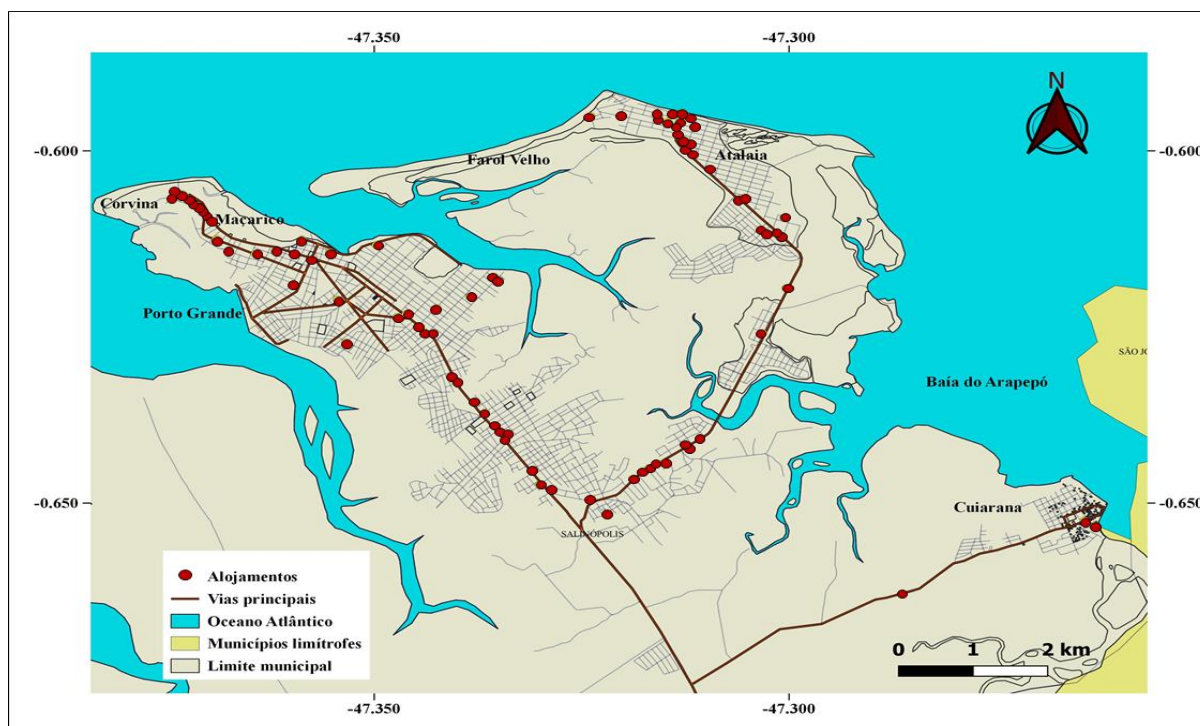 -47.350
-47.300
N
-0.600
-0.600
Farol Velho
Atalaia
Corvina
Maçarico
Porto Grande
SÃO JO
Baía do Arapepó
-0.650
-0.650
Cuiarana
SALINÓPOLIS
Alojamentos
Vias principais
Oceano Atlântico
Municípios limítrofes
Limite municipal
0 1 2 km
-47.350
-47.300